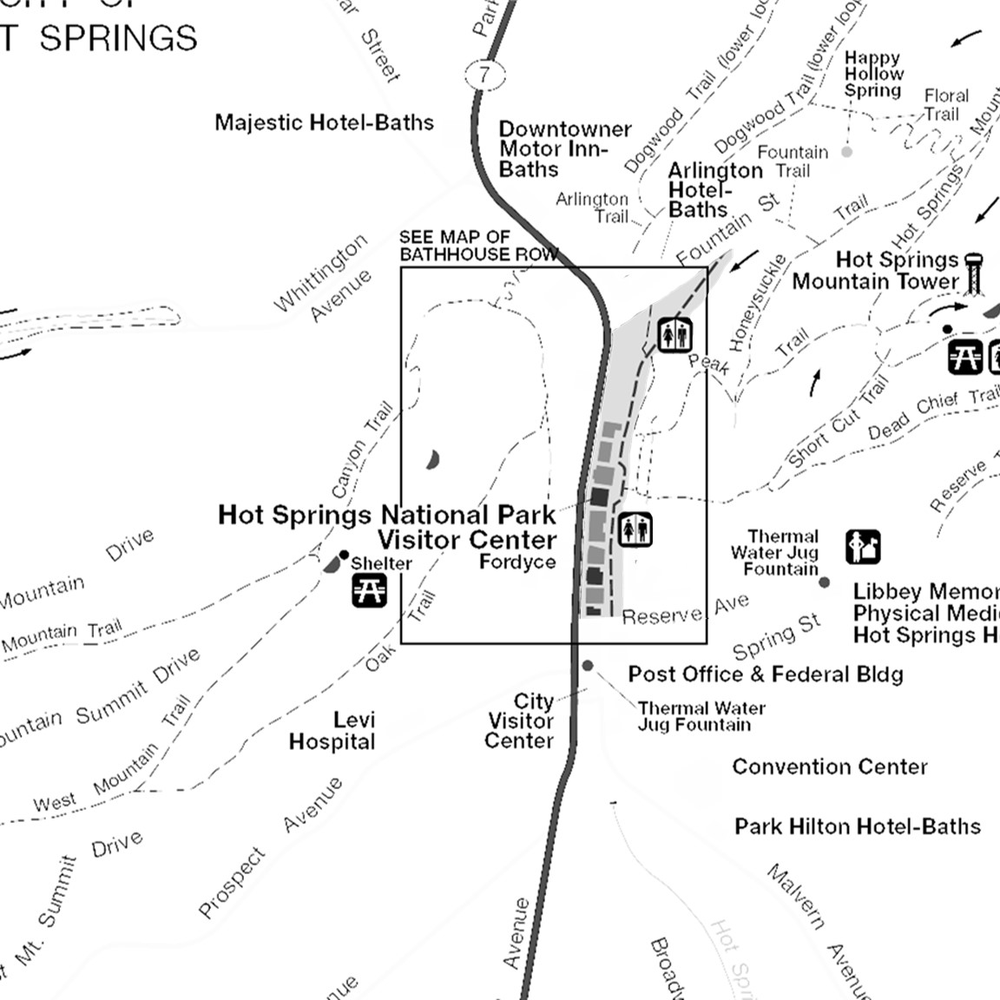 T SPRINGS
Street
7
Majestic Hotel-Baths
Downtowner
Motor Inn-
Baths
Dogwood Trail (lower
Dogwood Trail (lower loop
Happy
Hollow
Spring
Floral
Trail
Fountain
Trail
Arlington
Hotel-
Baths
Arlington
Trail
Fountain St
Trail
Hot Springs
SEE MAP OF
BATHHOUSE ROW
Whittington
Avenue
Hot Springs
Mountain Tower
Honeysuckle
Trail
Peak
Canyon Trail
Short Cut Trail
Dead Chief Trail
Reserve
Hot Springs National Park
Visitor Center
Fordyce
Shelter
Thermal
Water Jug
Fountain
Drive
Mountain
Mountain Trail
Oak Trail
Reserve Ave
Spring St
Libbey
Physical
Hot Springs
Post Office & Federal Bldg
Thermal Water
Jug Fountain
City
Visitor
Center
Levi
Hospital
Summit Drive
West Mountain Trail
Convention Center
Park Hilton Hotel-Baths
Drive
Mt. Summit
Prospect Avenue
Avenue
Malvern Avenue
Hot